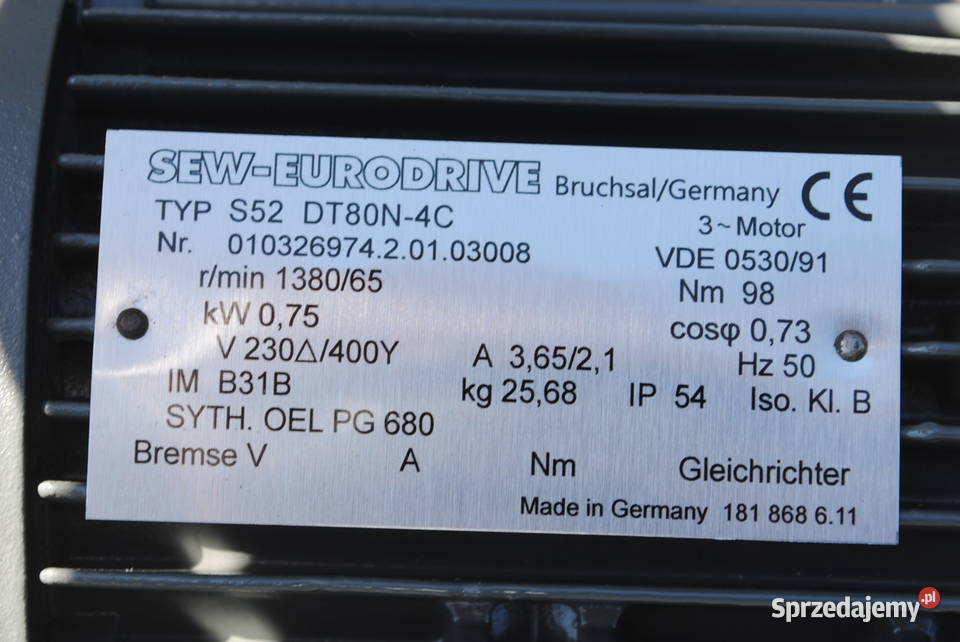 SEW-EURODRIVE Bruchsal/Germany CE
TYP S52 DT80N-4C 3~Motor
Nr. 010326974.2.01.03008 VDE 0530/91
r/min 1380/65 Nm 98
kW 0,75 cosφ 0,73
V 230△/400Y A 3,65/2,1 Hz 50
IM B31B kg 25,68 IP 54 Iso. Kl. B
SYTH. OEL PG 680
Bremse V A Nm Gleichrichter
Made in Germany 181 868 6.11
Sprzedajemy.pl